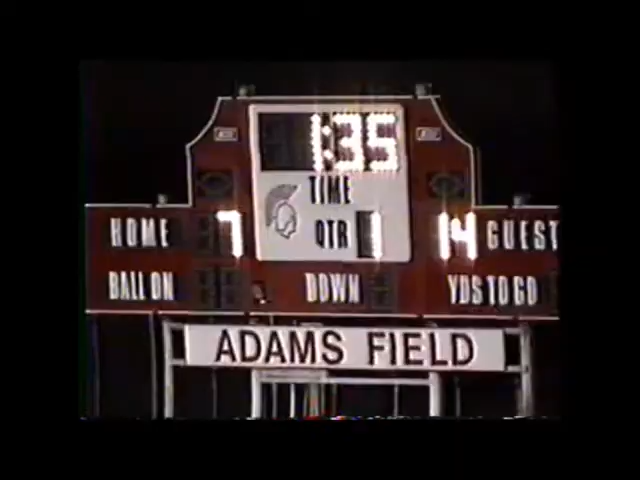 1:35
TIME
HOME 7 QTR 1 14 GUEST
BALL ON DOWN YDS TO GO
ADAMS FIELD